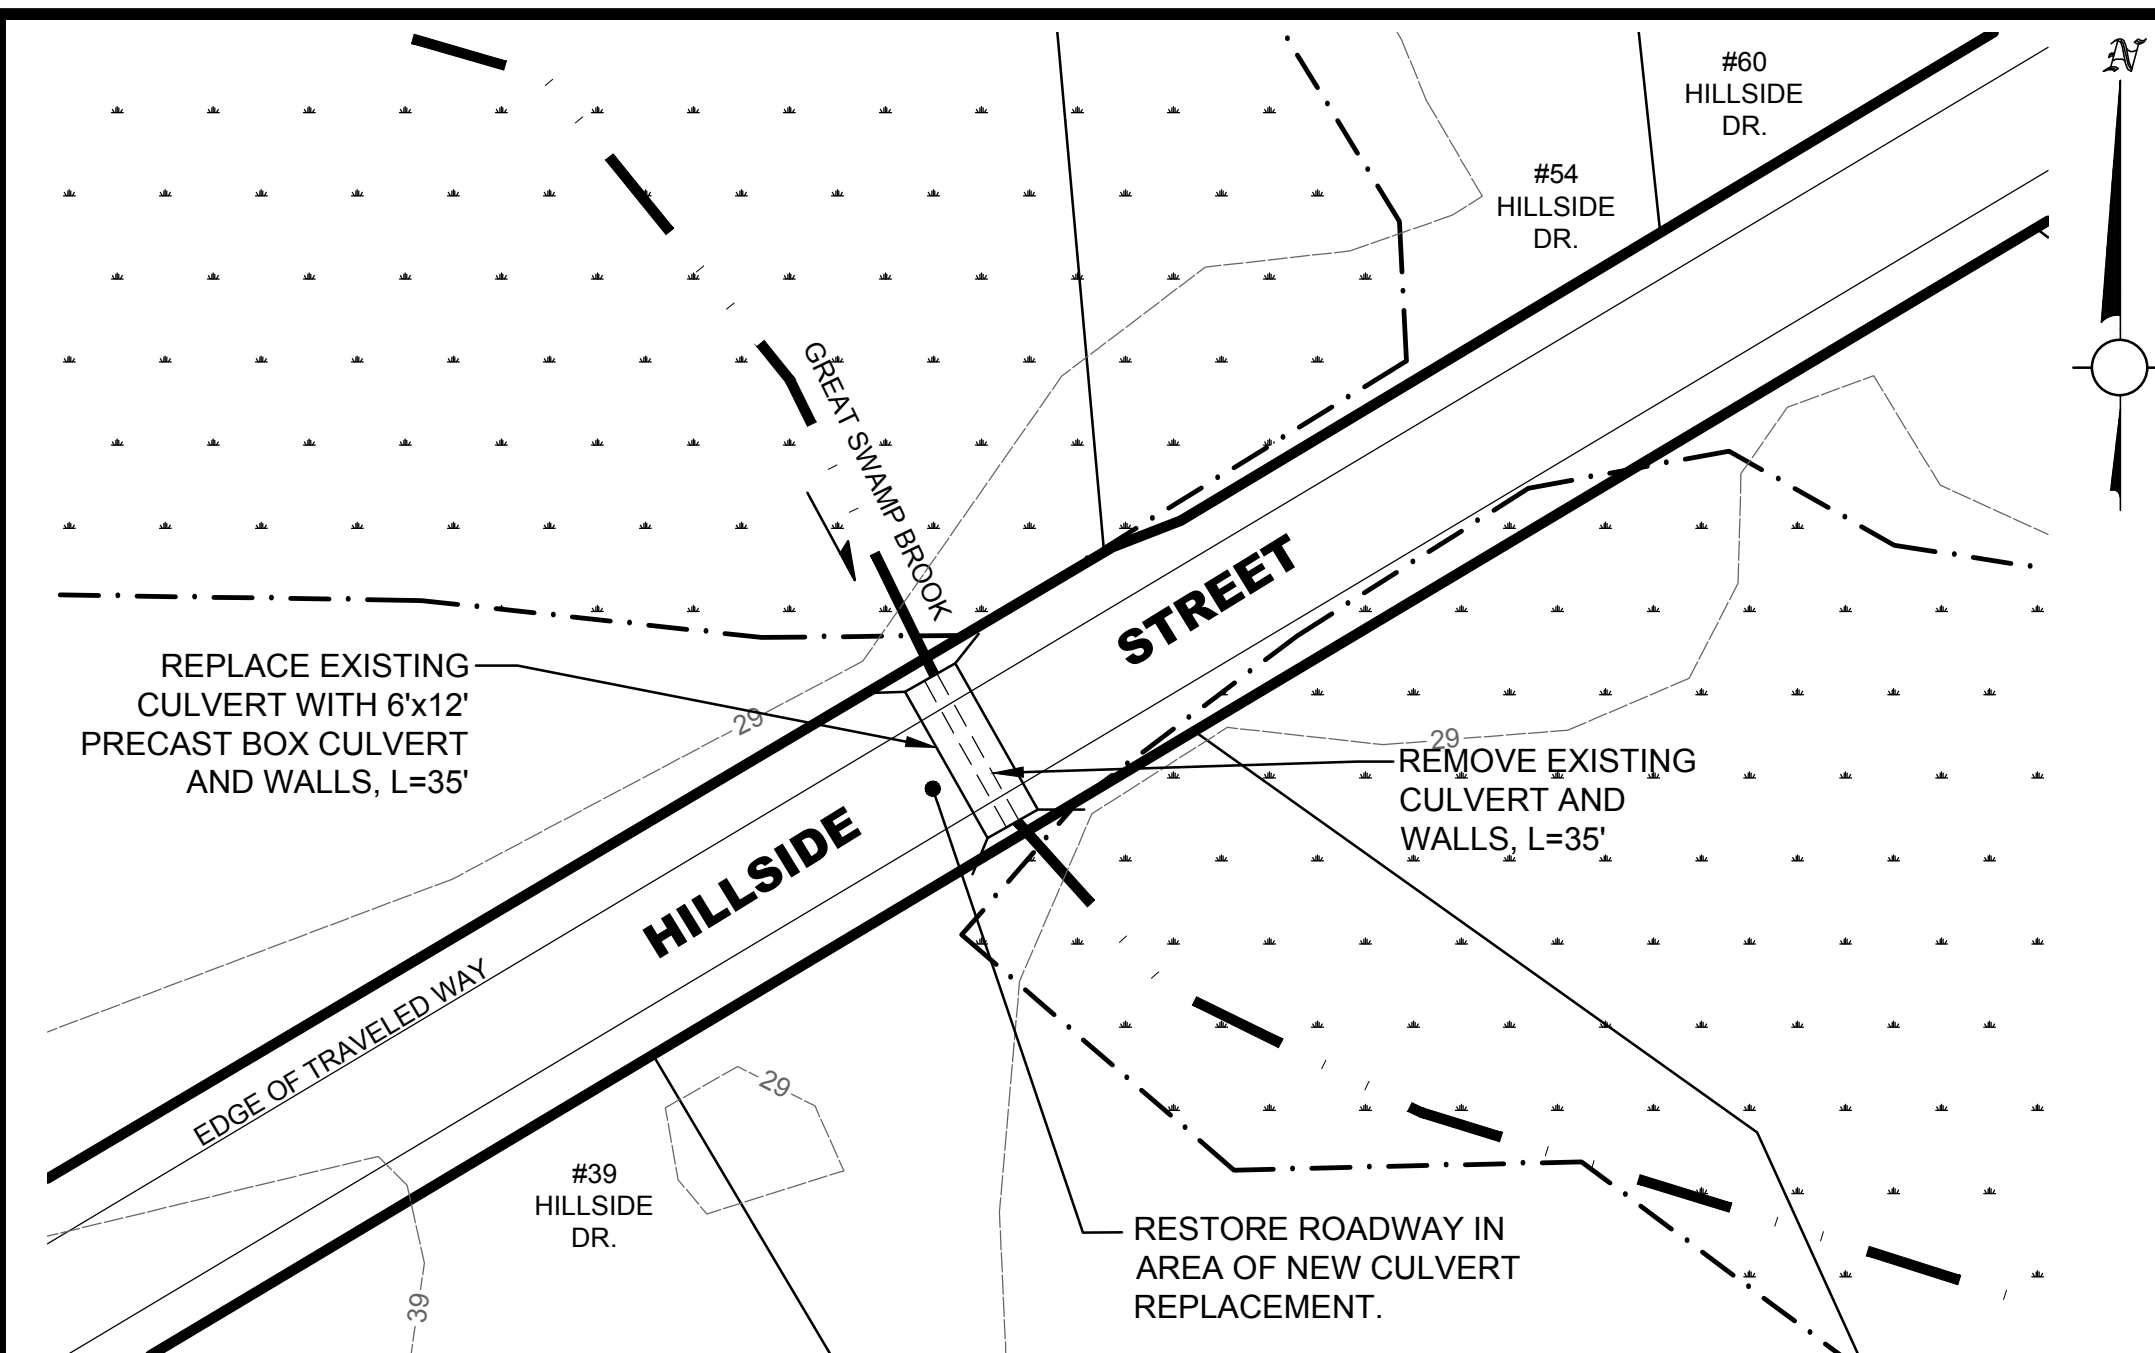 N
#60
HILLSIDE
DR.
#54
HILLSIDE
DR.
GREAT SWAMP BROOK
STREET
REPLACE EXISTING
CULVERT WITH 6'x12'
PRECAST BOX CULVERT
AND WALLS, L=35'
29
29
REMOVE EXISTING
CULVERT AND
WALLS, L=35'
HILLSIDE
EDGE OF TRAVELED WAY
29
#39
HILLSIDE
DR.
39
RESTORE ROADWAY IN
AREA OF NEW CULVERT
REPLACEMENT.